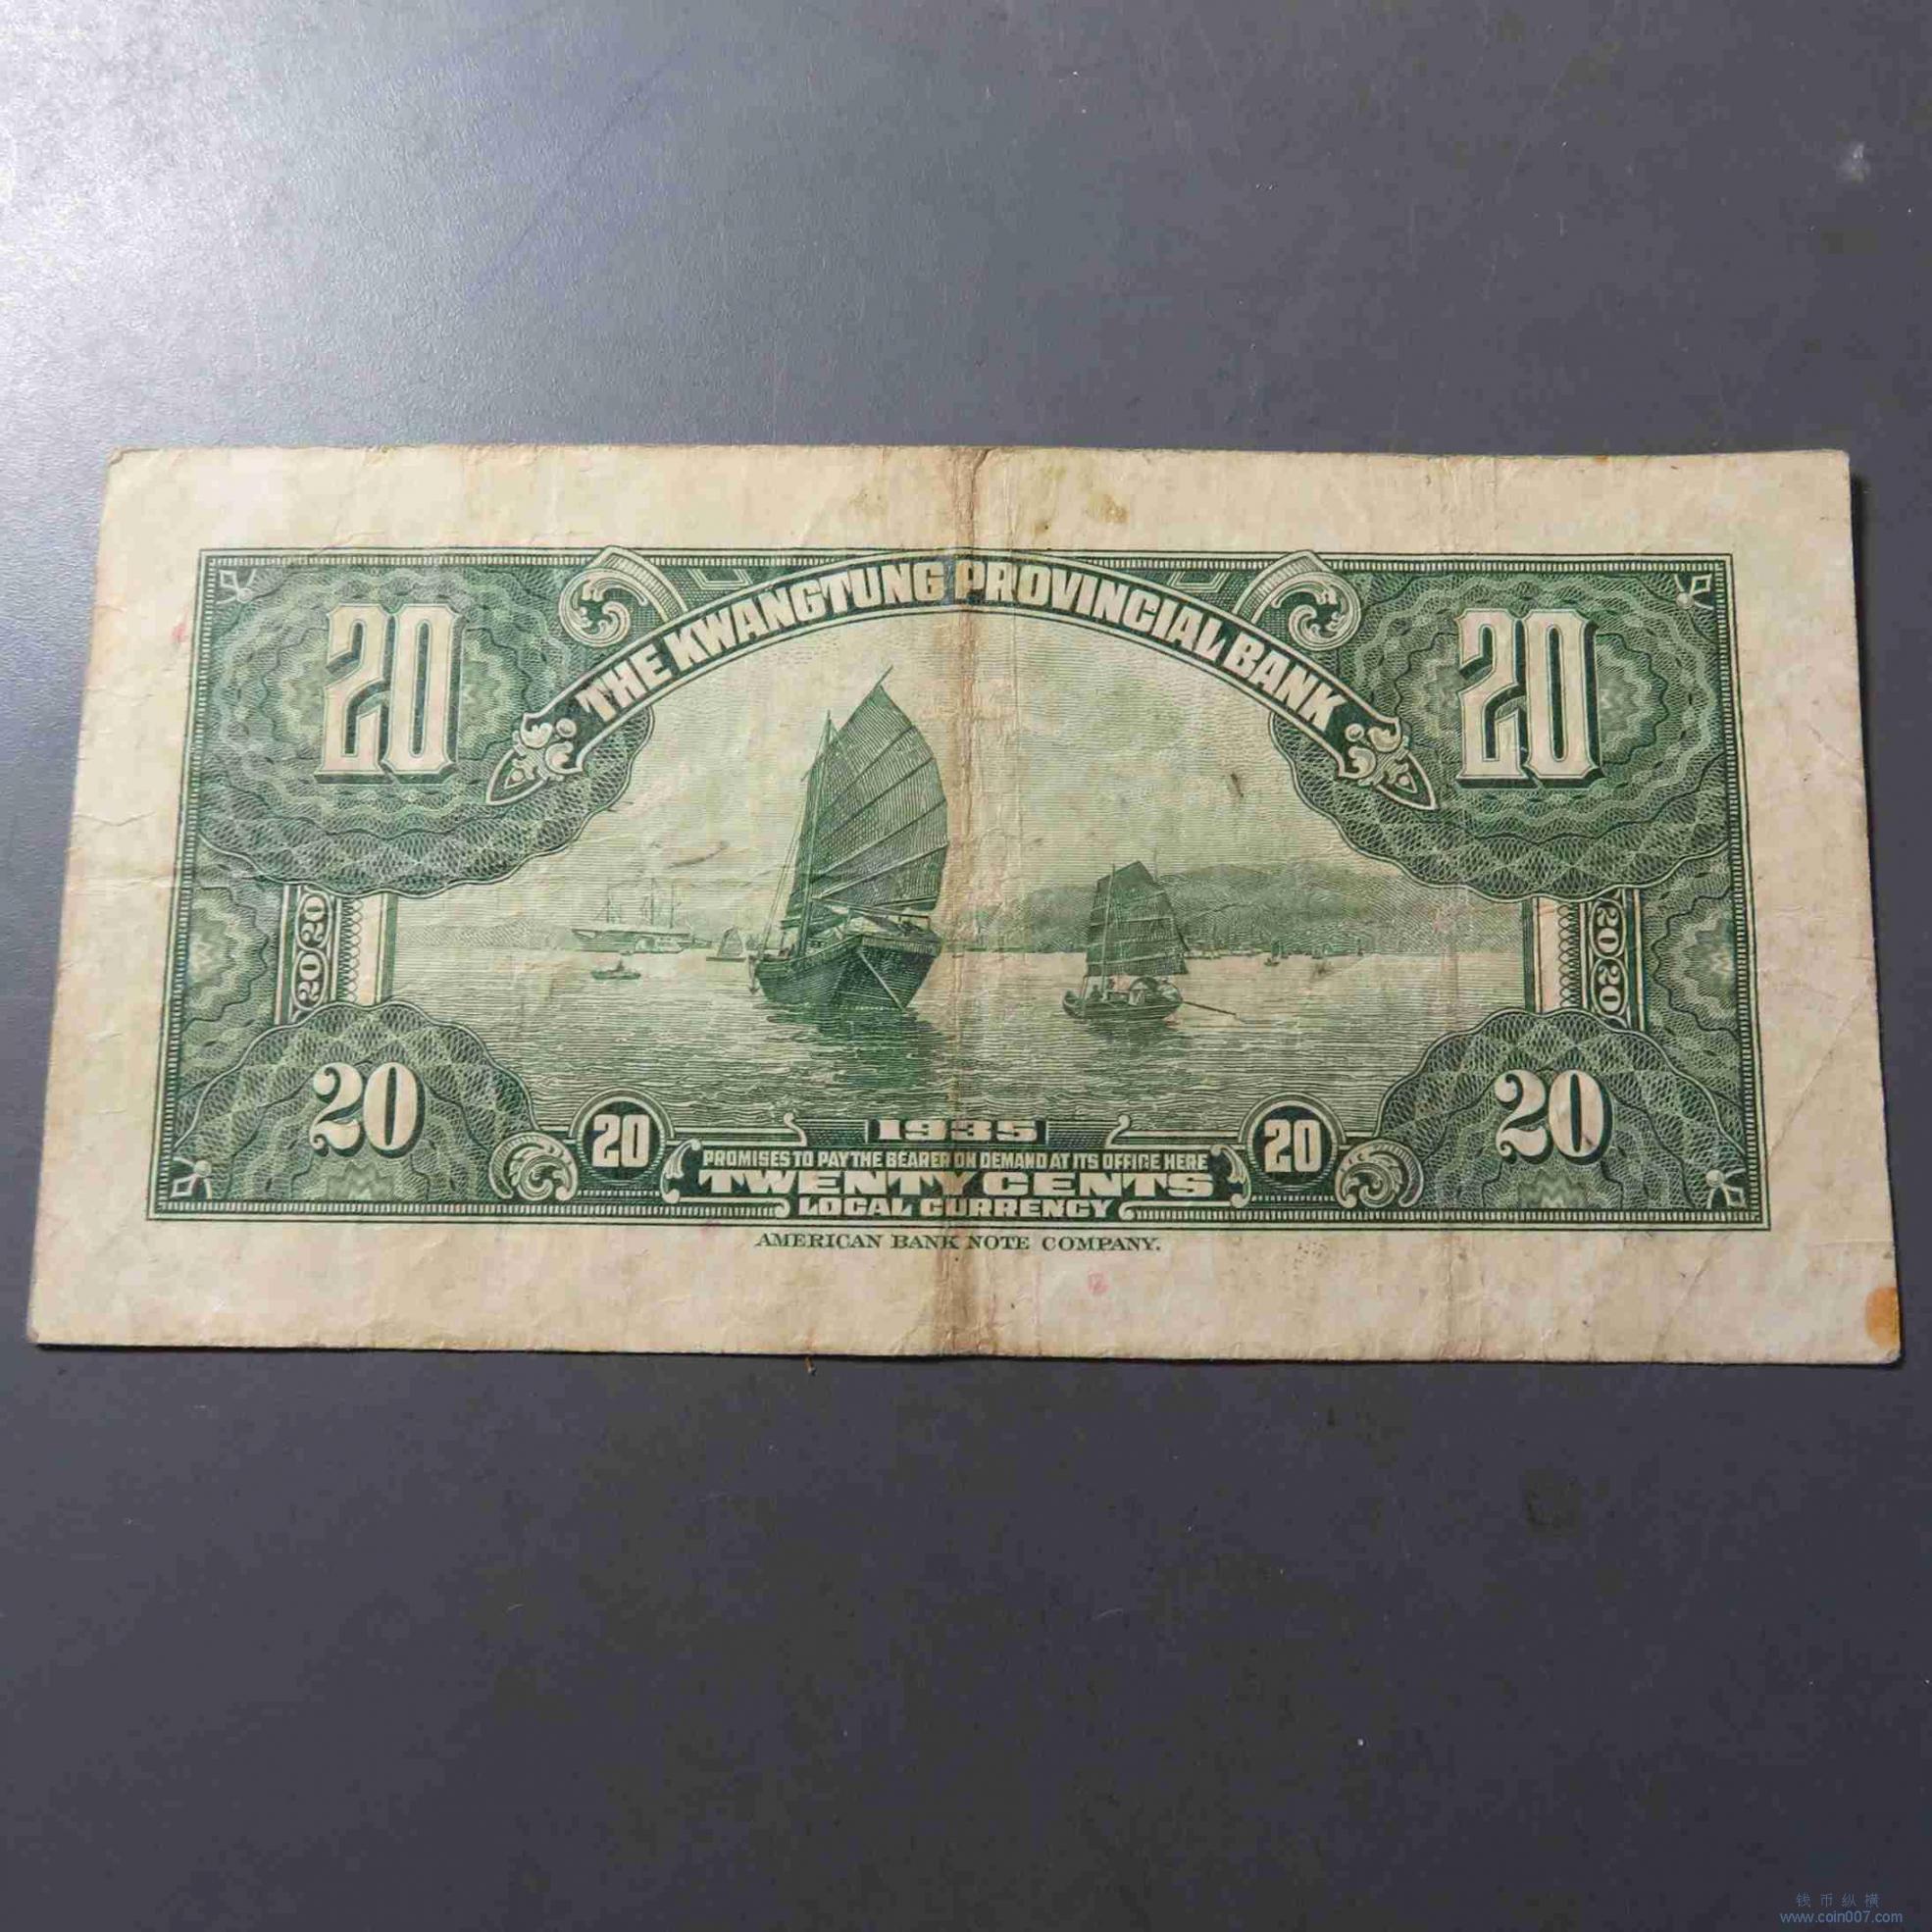 THE KWANGTUNG PROVINCIAL BANK
20
20
2020
2020
20
20
20
20
1935
PROMISES TO PAY THE BEARER ON DEMAND AT ITS OFFICE HERE
TWENTY CENTS
LOCAL CURRENCY
AMERICAN BANK NOTE COMPANY.
钱币纵横
www.coin007.com